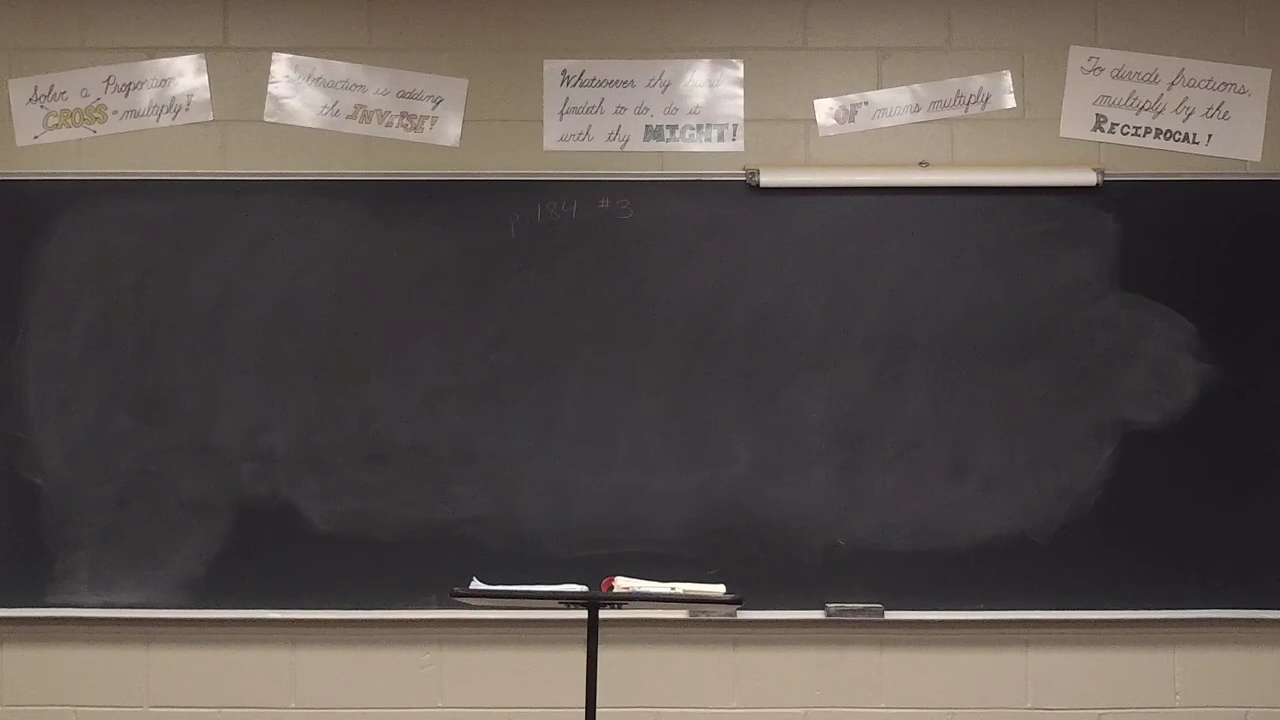 Solve a Proportion
CROSS-multiply!
Subtraction is adding
the INVERSE!
Whatsoever thy hand
findeth to do, do it
with thy MIGHT!
"OF" means multiply
To divide fractions,
multiply by the
RECIPROCAL!
p. 184 #3